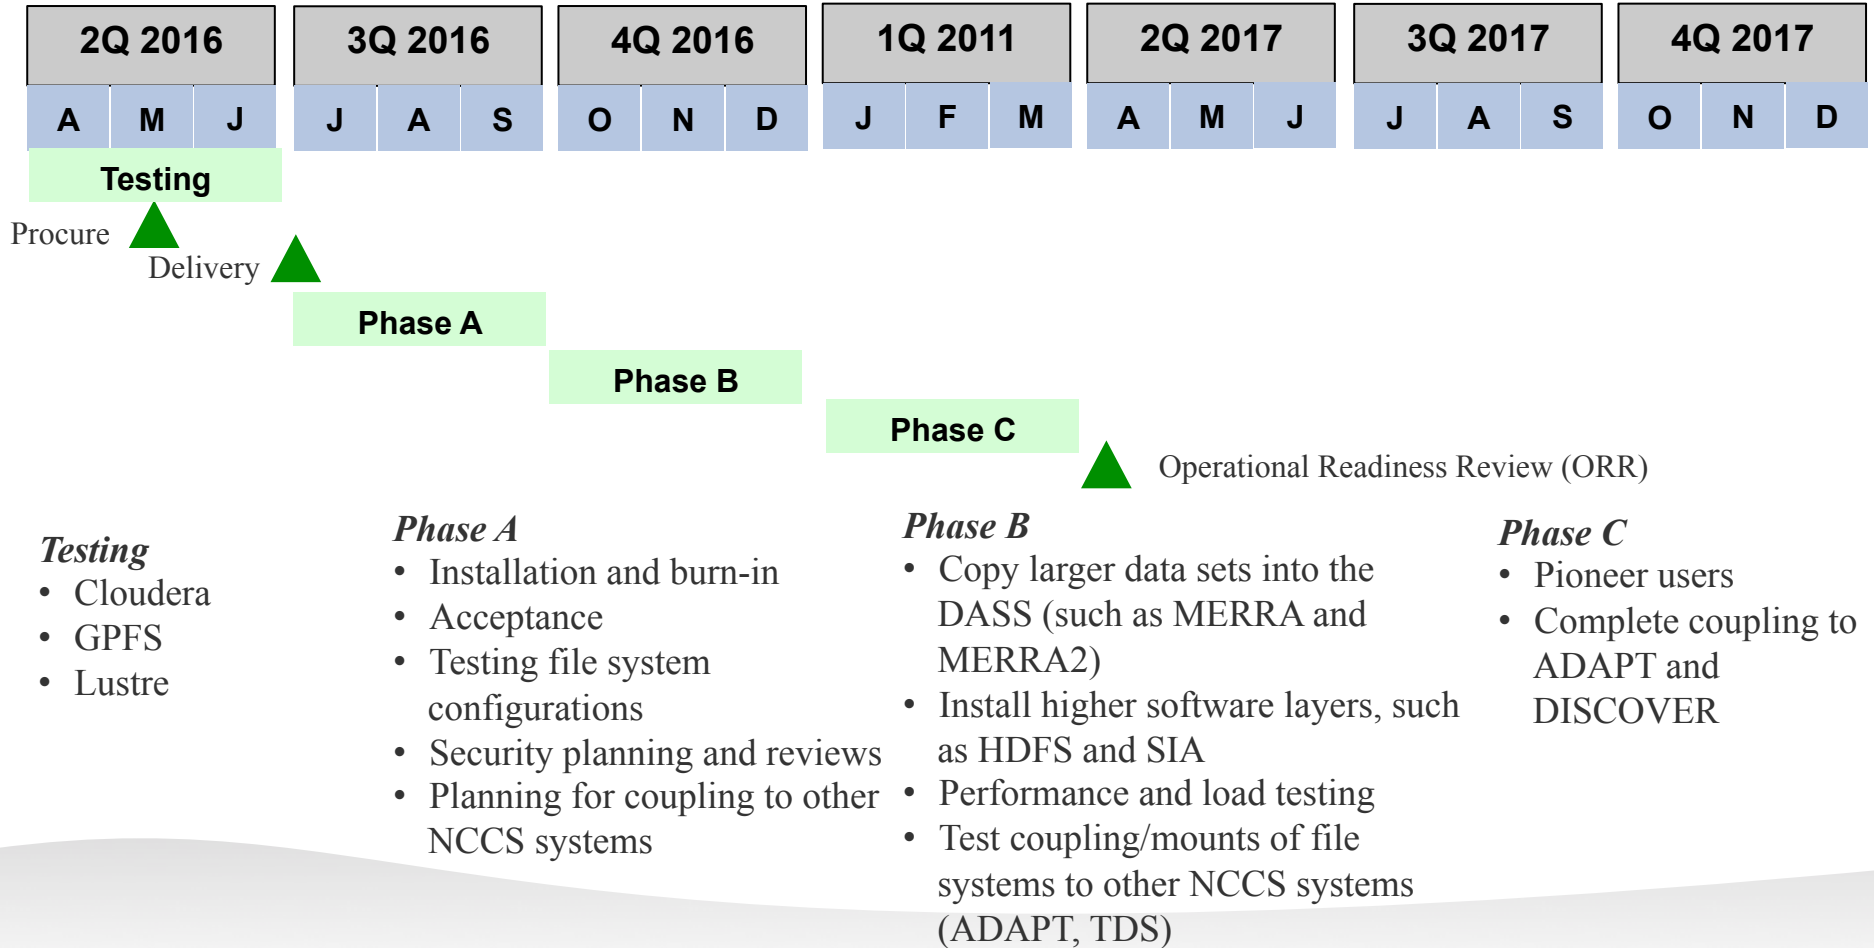 2Q 2016
3Q 2016
4Q 2016
1Q 2011
2Q 2017
3Q 2017
4Q 2017
A M J J A S O N D J F M A M J J A S O N D
Testing
Procure
Delivery
Phase A
Phase B
Phase C
Operational Readiness Review (ORR)
Testing
• Cloudera
• GPFS
• Lustre
Phase A
• Installation and burn-in
• Acceptance
• Testing file system
configurations
• Security planning and reviews
• Planning for coupling to other
NCCS systems
Phase B
• Copy larger data sets into the
DASS (such as MERRA and
MERRA2)
• Install higher software layers, such
as HDFS and SIA
• Performance and load testing
• Test coupling/mounts of file
systems to other NCCS systems
(ADAPT, TDS)
Phase C
• Pioneer users
• Complete coupling to
ADAPT and
DISCOVER